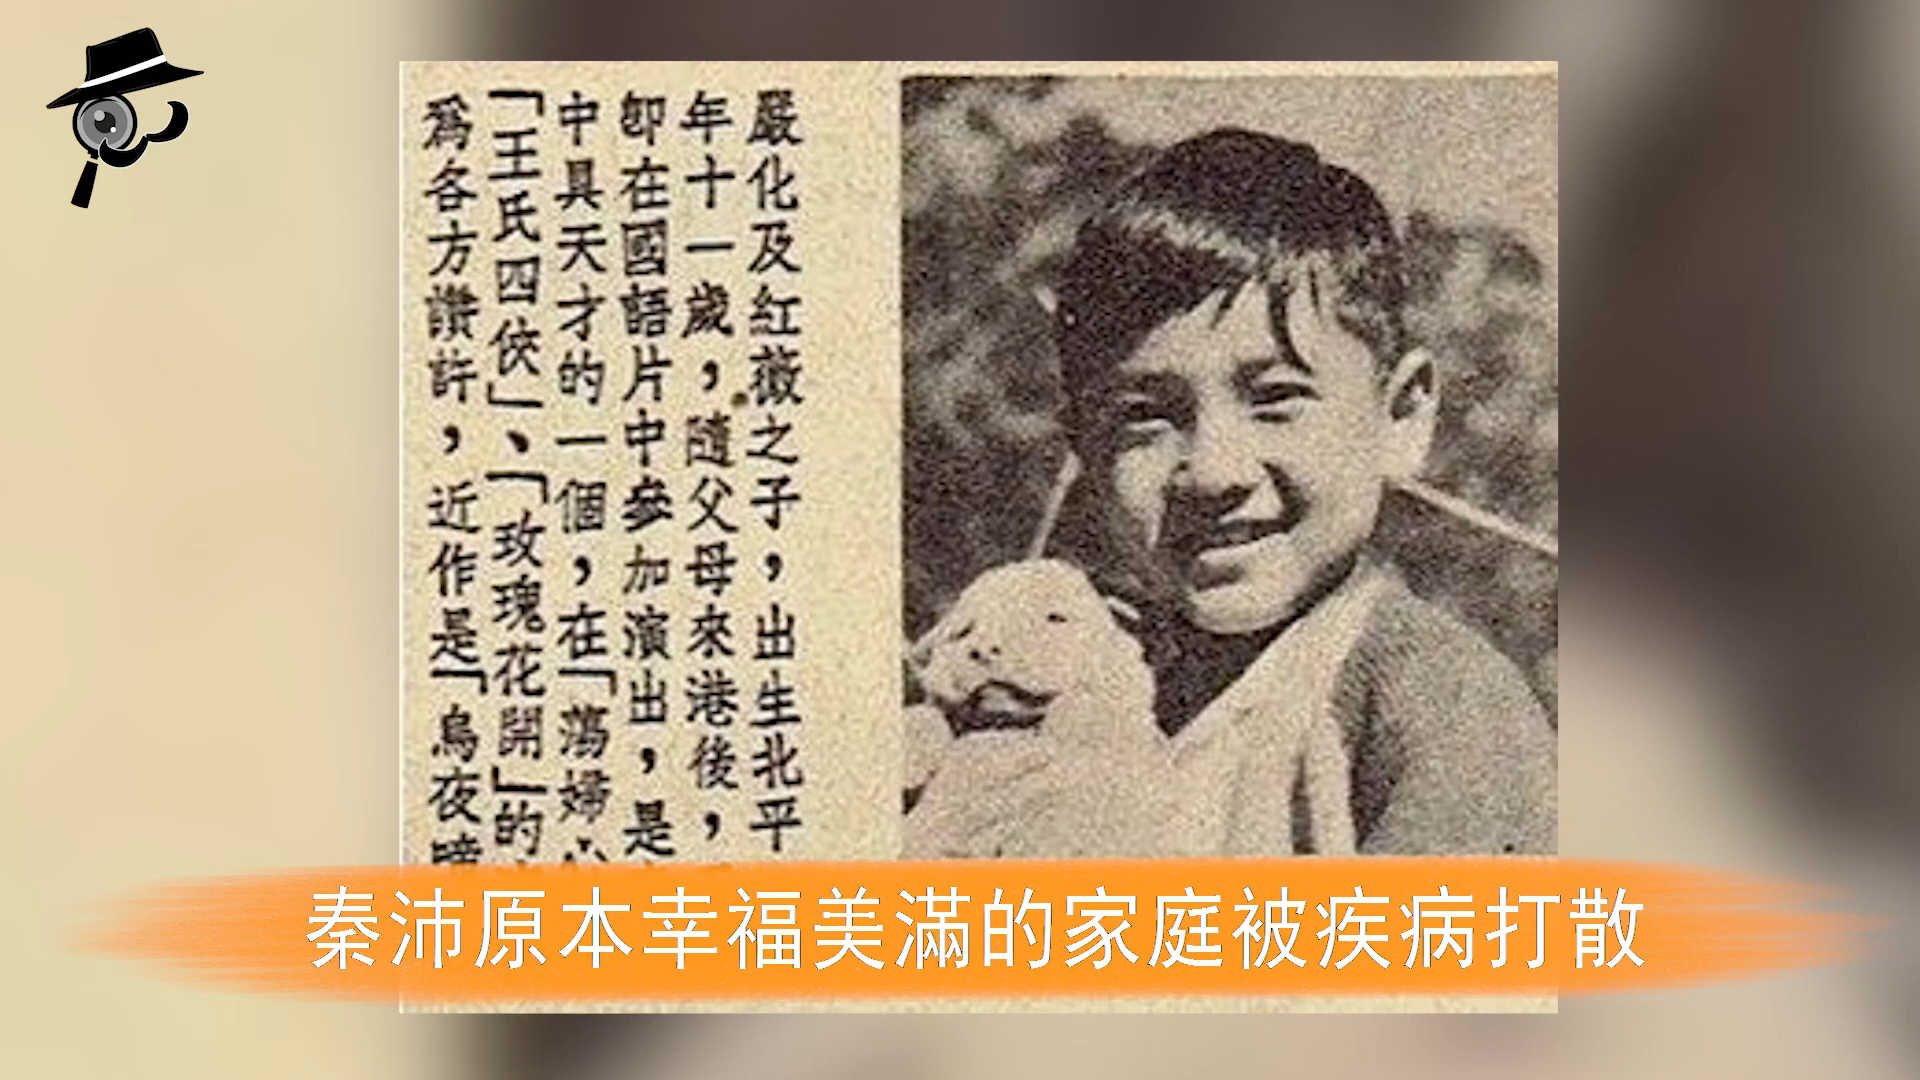 嚴化及紅薇之子，出生北平
年十一歲，隨父母來港後，
卽在國語片中參加演出，是
中具天才的一個，在「蕩婦心
「王氏四俠」、「玫瑰花開」的
爲各方讚許，近作是「烏夜啼
秦沛原本幸福美滿的家庭被疾病打散